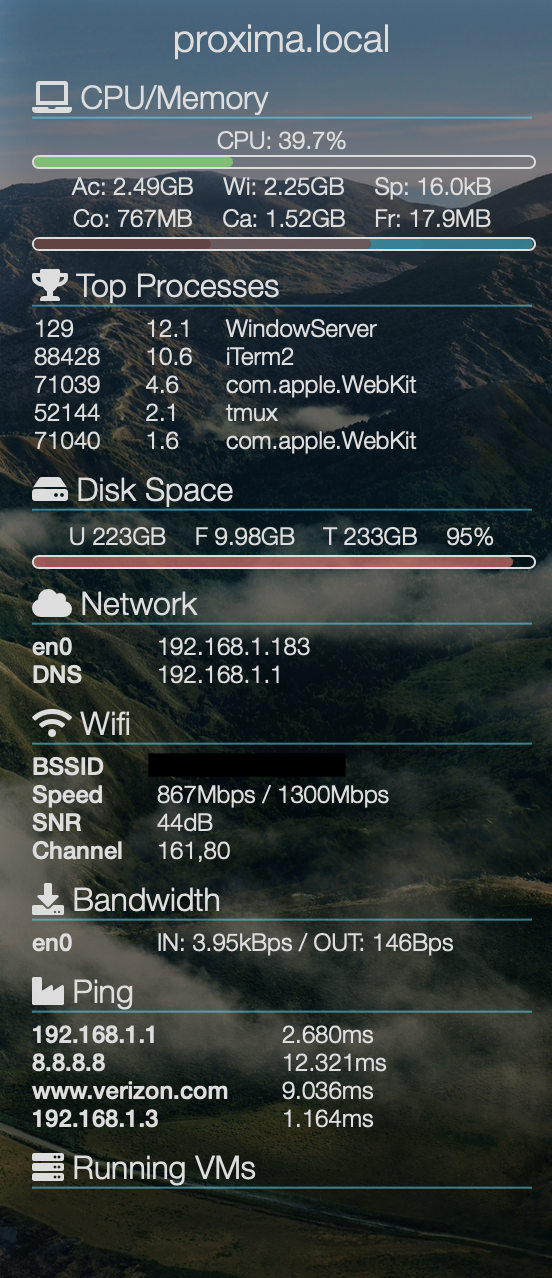 proxima.local
CPU/Memory
CPU: 39.7%
Ac: 2.49GB Wi: 2.25GB Sp: 16.0kB
Co: 767MB Ca: 1.52GB Fr: 17.9MB
Top Processes
129 12.1 WindowServer
88428 10.6 iTerm2
71039 4.6 com.apple.WebKit
52144 2.1 tmux
71040 1.6 com.apple.WebKit
Disk Space
U 223GB F 9.98GB T 233GB 95%
Network
en0 192.168.1.183
DNS 192.168.1.1
Wifi
BSSID
Speed 867Mbps / 1300Mbps
SNR 44dB
Channel 161,80
Bandwidth
en0 IN: 3.95kBps / OUT: 146Bps
Ping
192.168.1.1 2.680ms
8.8.8.8 12.321ms
www.verizon.com 9.036ms
192.168.1.3 1.164ms
Running VMs